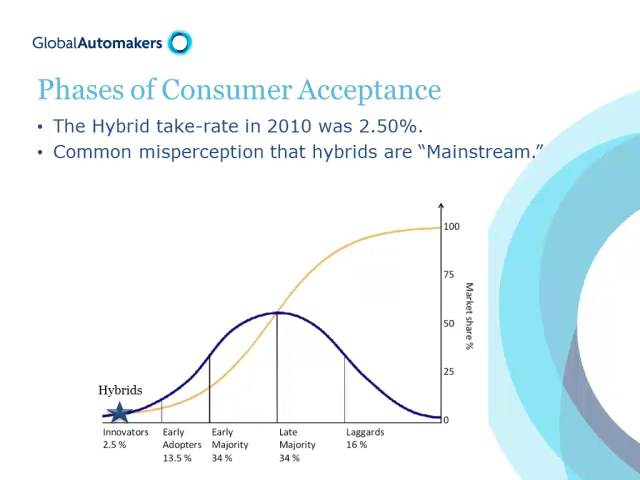 GlobalAutomakers
Phases of Consumer Acceptance
• The Hybrid take-rate in 2010 was 2.50%.
• Common misperception that hybrids are “Mainstream.”
100
75
50
25
0
Market share %
Hybrids
Innovators
2.5 %
Early
Adopters
13.5 %
Early
Majority
34 %
Late
Majority
34 %
Laggards
16 %